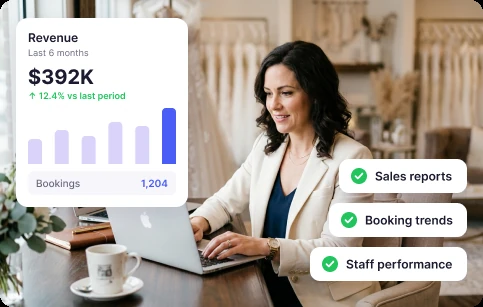 Revenue
Last 6 months
$392K
↑ 12.4% vs last period
Bookings 1,204
Sales reports
Booking trends
Staff performance